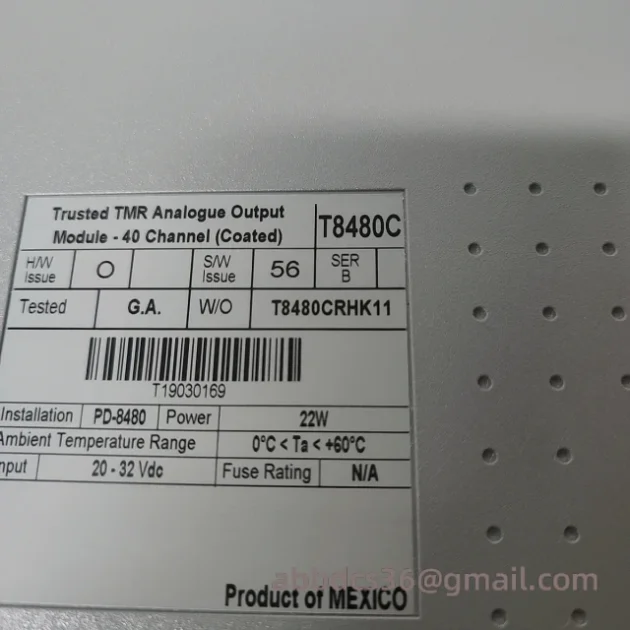 Trusted TMR Analogue Output
Module - 40 Channel (Coated)
T8480C
H/W Issue O S/W Issue 56 SER B
Tested G.A. W/O T8480CRHK11
T19030169
Installation PD-8480 Power 22W
Ambient Temperature Range 0°C < Ta < +60°C
nput 20 - 32 Vdc Fuse Rating N/A
abbdcs36@gmail.com
Product of MEXICO